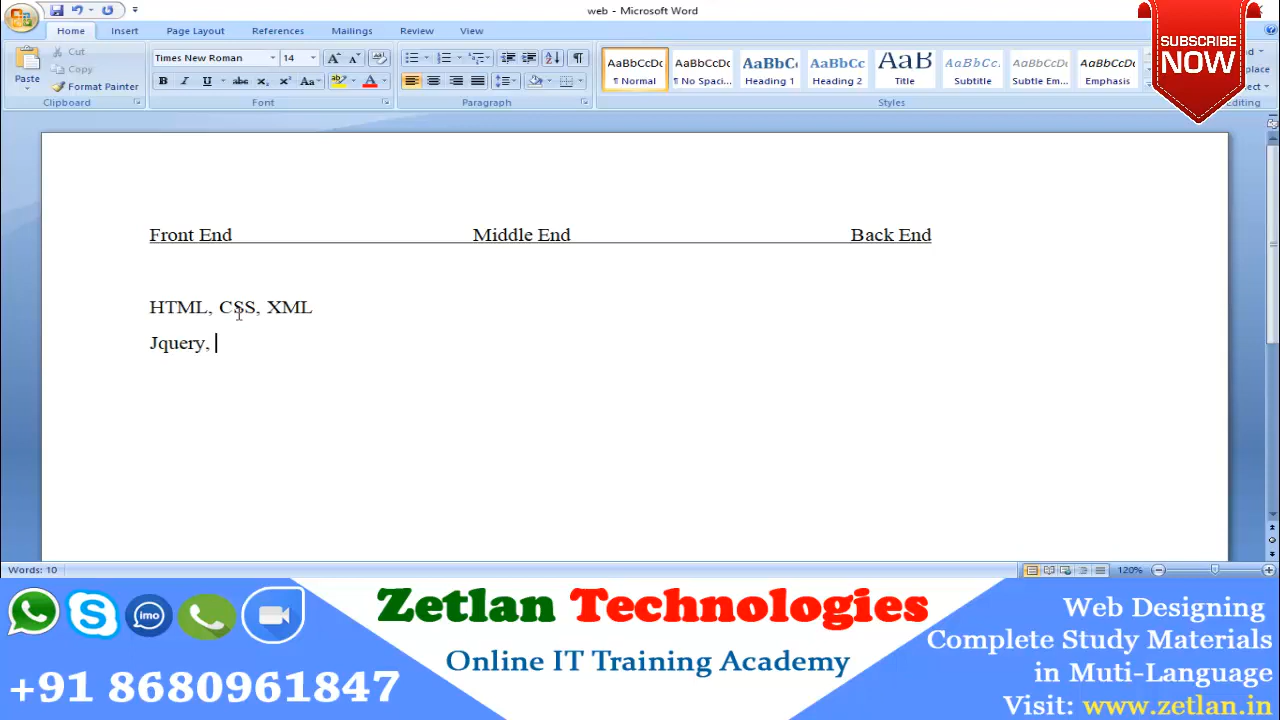 web - Microsoft Word
Home Insert Page Layout References Mailings Review View
SUBSCRIBE
NOW
Paste
Cut
Copy
Format Painter
Clipboard
Times New Roman 14
Font
Paragraph
AaBbCcDc AaBbCcDc AaBbC AaBbCc AaB AaBbCc. AaBbCcDc AaBbCcDc
¶ Normal ¶ No Spaci... Heading 1 Heading 2 Title Subtitle Subtle Em... Emphasis
Styles
Editing
Front End Middle End Back End
HTML, CSS, XML
Jquery,
Words: 10
120%
Zetlan Technologies
Online IT Training Academy
+91 8680961847
imo
Web Designing
Complete Study Materials
in Muti-Language
Visit: www.zetlan.in